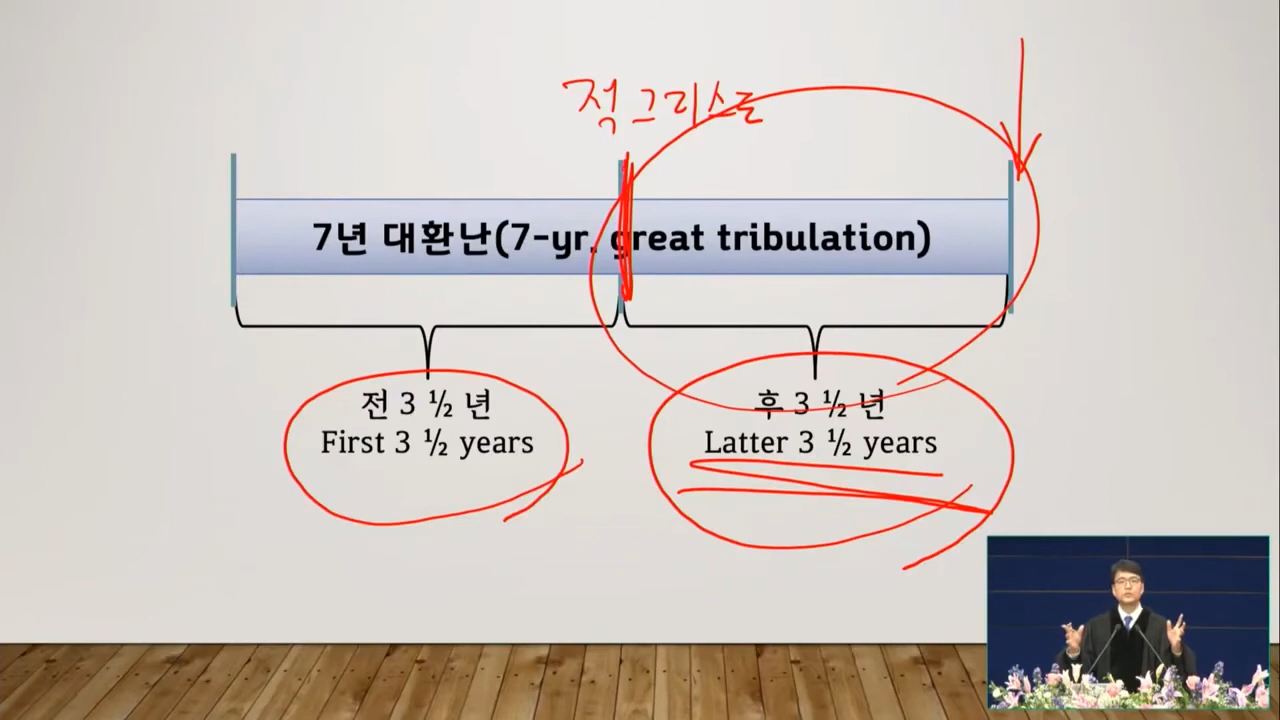 적그리스도
7년 대환난(7-yr. great tribulation)
전 3 ½ 년
First 3 ½ years
후 3 ½ 년
Latter 3 ½ years